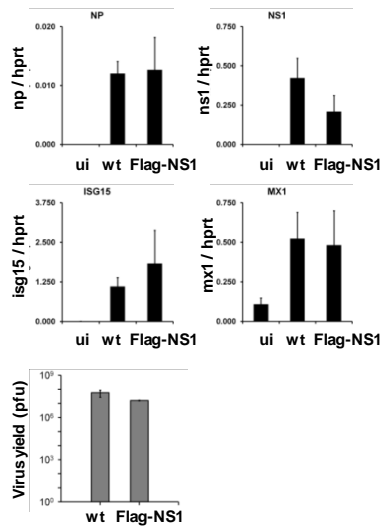 NP
np / hprt
0.020
0.010
0.000
ui wt Flag-NS1
NS1
ns1 / hprt
0.750
0.500
0.250
0.000
ui wt Flag-NS1
ISG15
isg15 / hprt
3.750
2.500
1.250
0.000
ui wt Flag-NS1
MX1
mx1 / hprt
0.750
0.500
0.250
0.000
ui wt Flag-NS1
Virus yield (pfu)
10⁹
10⁶
10³
10⁰
wt Flag-NS1